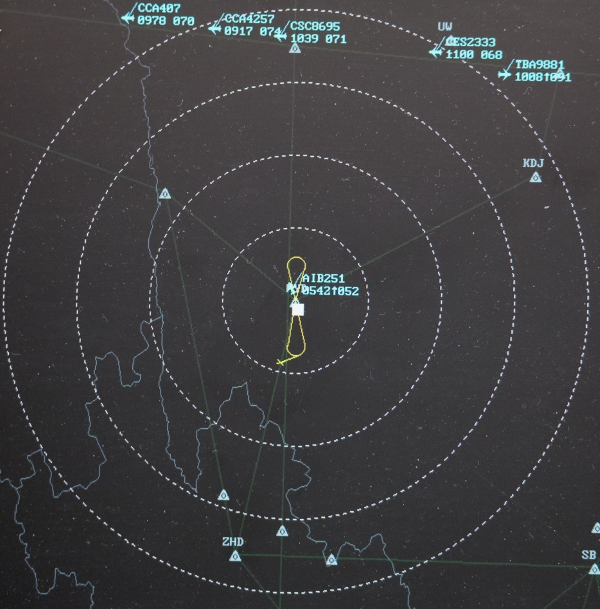 CCA407
0978 070
CCA4257
0917 074
CSC8695
1039 071
UW
CES2333
1100 068
TBA9881
1008↑091
KDJ
AIB251
0542↑052
ZHD
SB